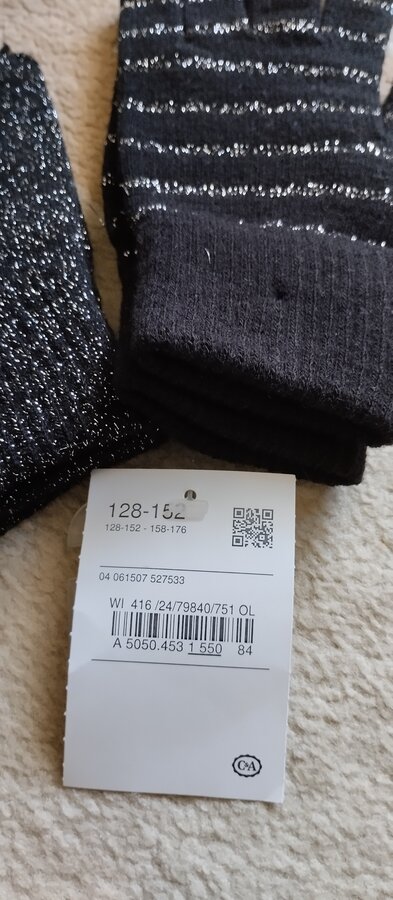 128-152
128-152 - 158-176
04 061507 527533
WI 416 /24/79840/751 OL
A 5050.453 1 550 84
C&A